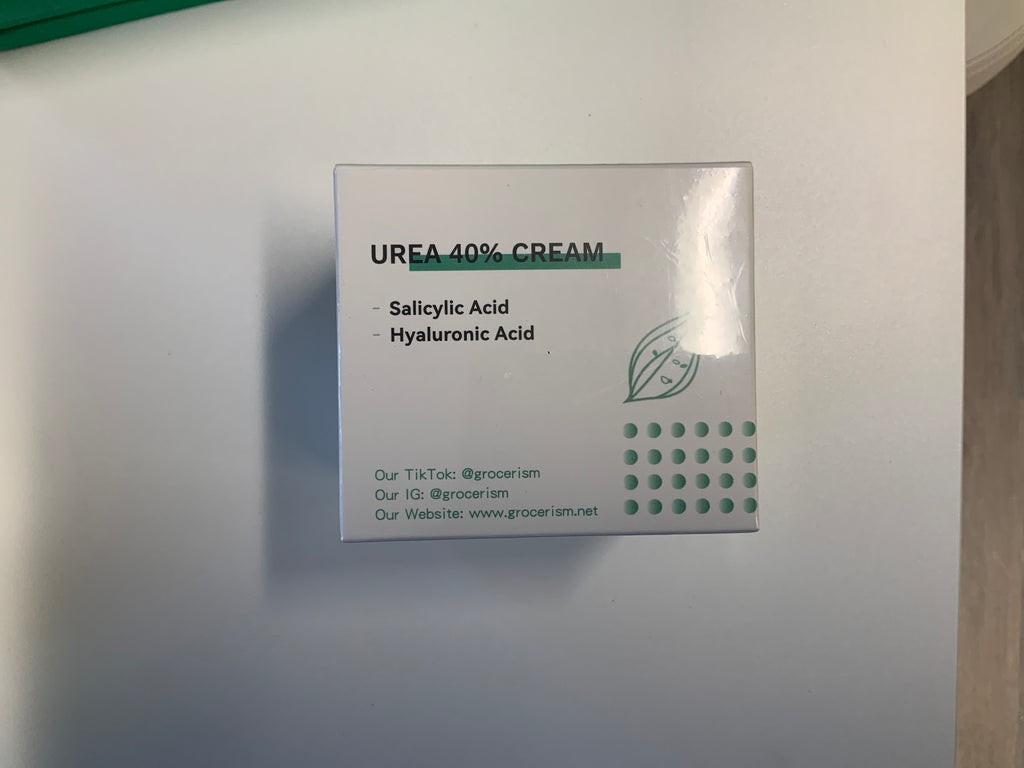 UREA 40% CREAM
- Salicylic Acid
- Hyaluronic Acid
Our TikTok: @grocerism
Our IG: @grocerism
Our Website: www.grocerism.net